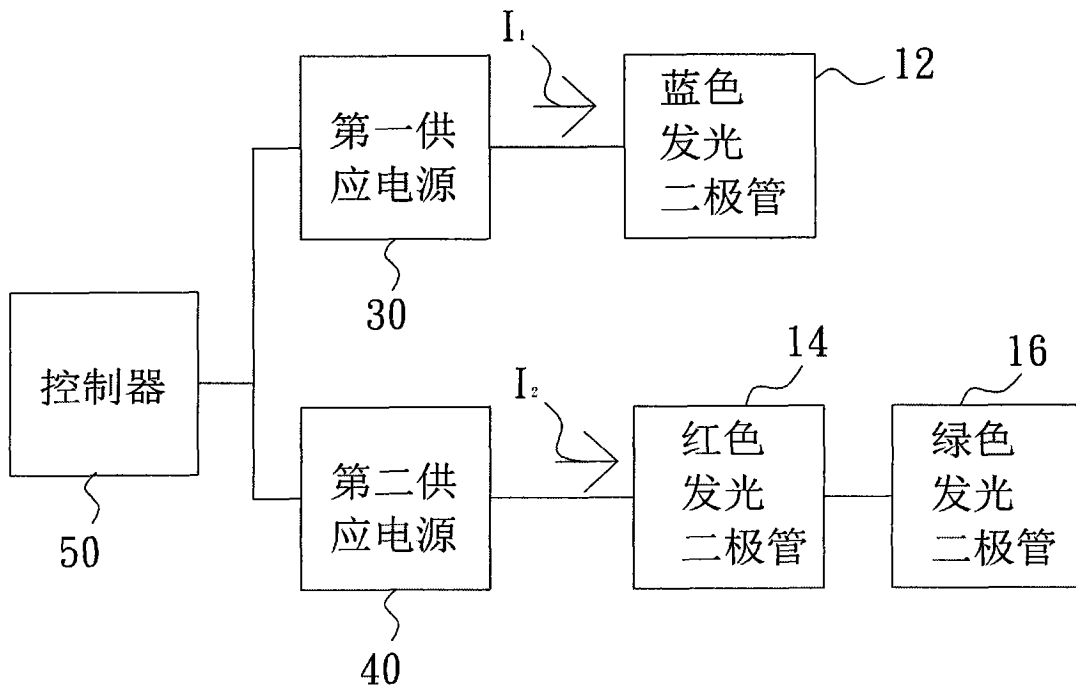 I₁
12
第一供
应电源
蓝色
发光
二极管
30
控制器
50
I₂
14
16
第二供
应电源
红色
发光
二极管
绿色
发光
二极管
40